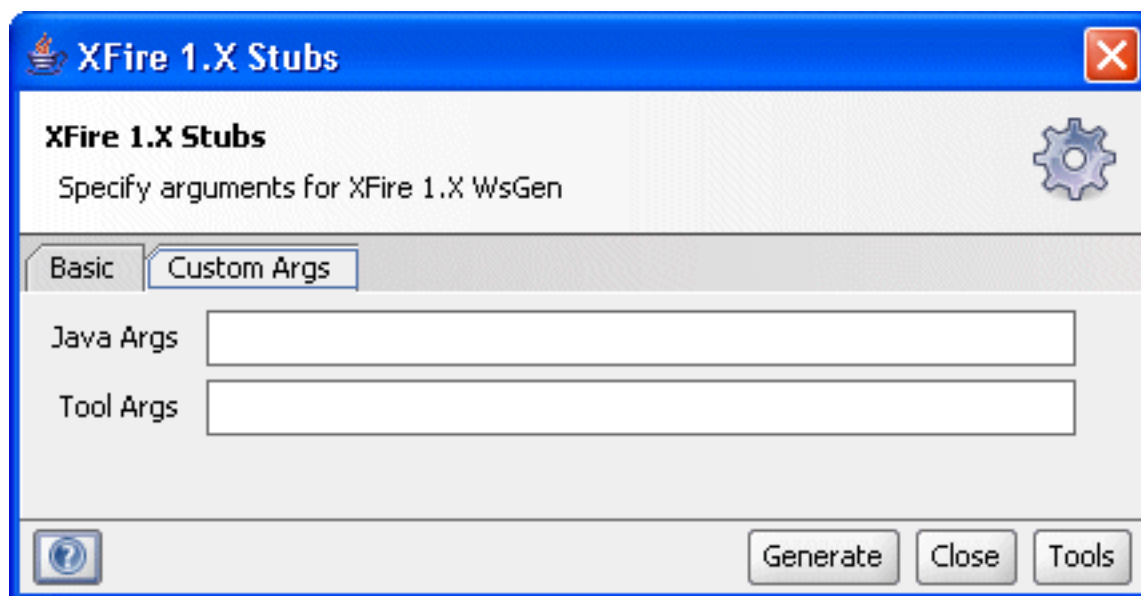 XFire 1.X Stubs
XFire 1.X Stubs
Specify arguments for XFire 1.X WsGen
Basic Custom Args
Java Args
Tool Args
? Generate Close Tools